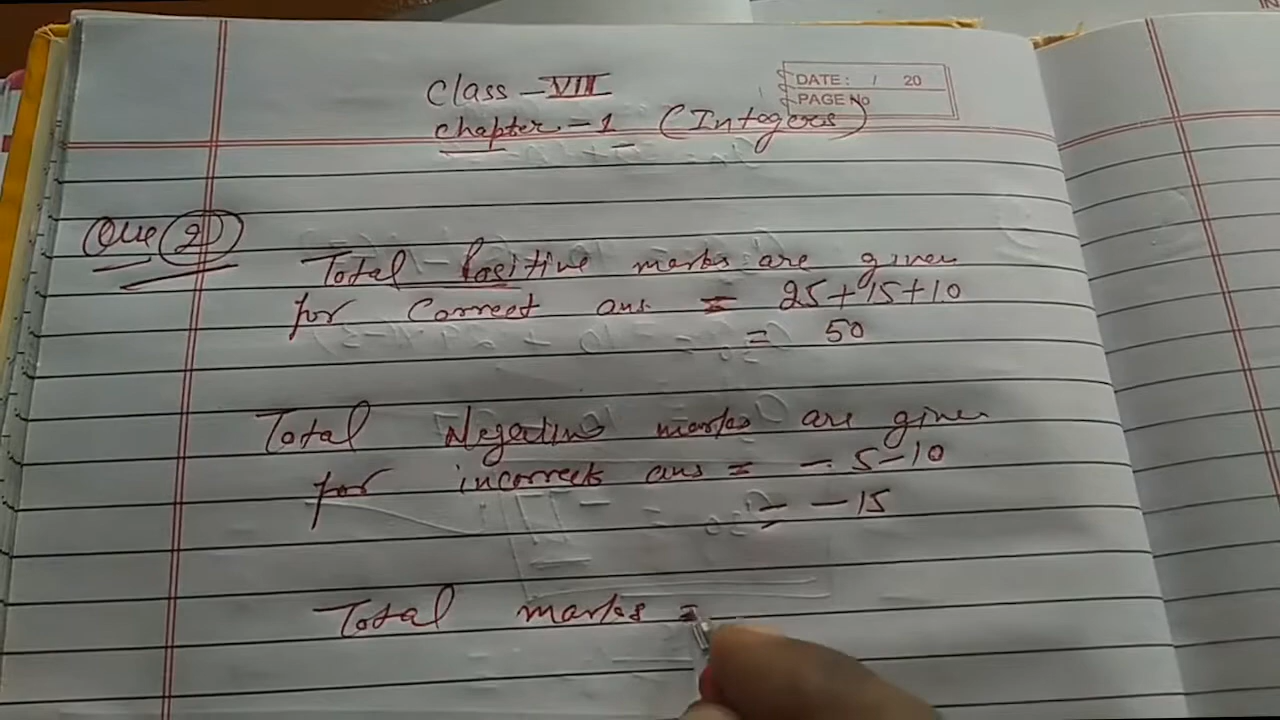 Class - VII
DATE: / 20
PAGE No
Chapter - 1 (Integers)
Que 2)
Total Positive marks are given
for Correct ans. = 25+15+10
= 50
Total Negative marks are given
for incorrect ans = - 5-10
= -15
Total marks =